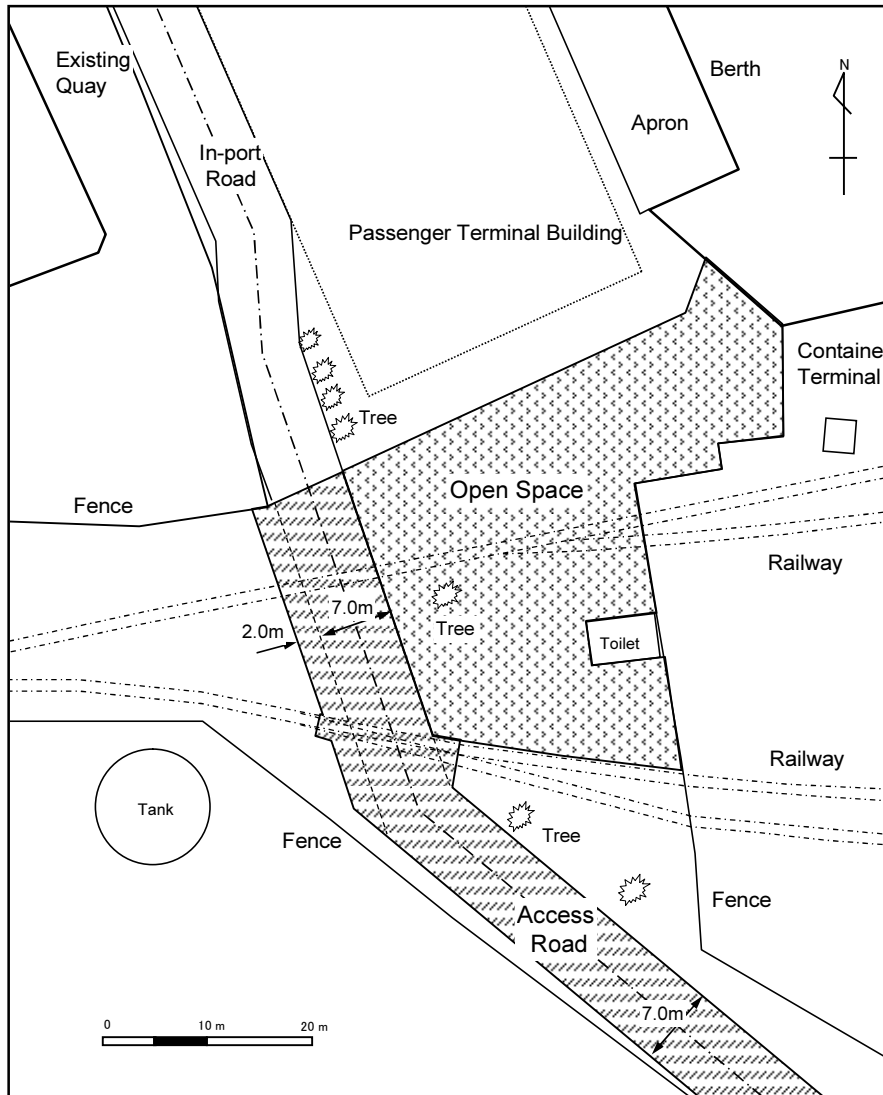 Existing
Quay
Berth
N
Apron
In-port
Road
Passenger Terminal Building
Containe
Terminal
Tree
Open Space
Fence
Railway
7.0m
2.0m
Tree
Toilet
Railway
Tank
Fence
Tree
Fence
Access
Road
7.0m
0
10 m
20 m